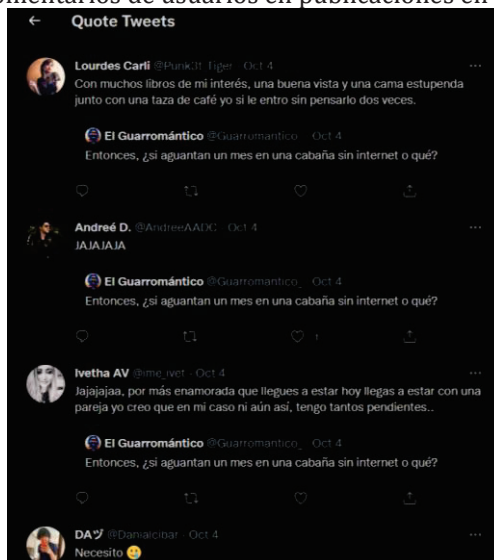 omentarios de usuarios en publicaciones en
← Quote Tweets
Lourdes Carli @Punk3t_Tiger · Oct 4
Con muchos libros de mi interés, una buena vista y una cama estupenda
junto con una taza de café yo si le entro sin pensarlo dos veces.
El Guarromántico @Guarromantico_ · Oct 4
Entonces, ¿si aguantan un mes en una cabaña sin internet o qué?
Andreé D. @AndreeAADC · Oct 4
JAJAJAJA
El Guarromántico @Guarromantico_ · Oct 4
Entonces, ¿si aguantan un mes en una cabaña sin internet o qué?
1
Ivetha AV @ime_ivet · Oct 4
Jajajajaa, por más enamorada que llegues a estar hoy llegas a estar con una
pareja yo creo que en mi caso ni aún así, tengo tantos pendientes..
El Guarromántico @Guarromantico_ · Oct 4
Entonces, ¿si aguantan un mes en una cabaña sin internet o qué?
DAヅ @Danialcibar · Oct 4
Necesito 🥲